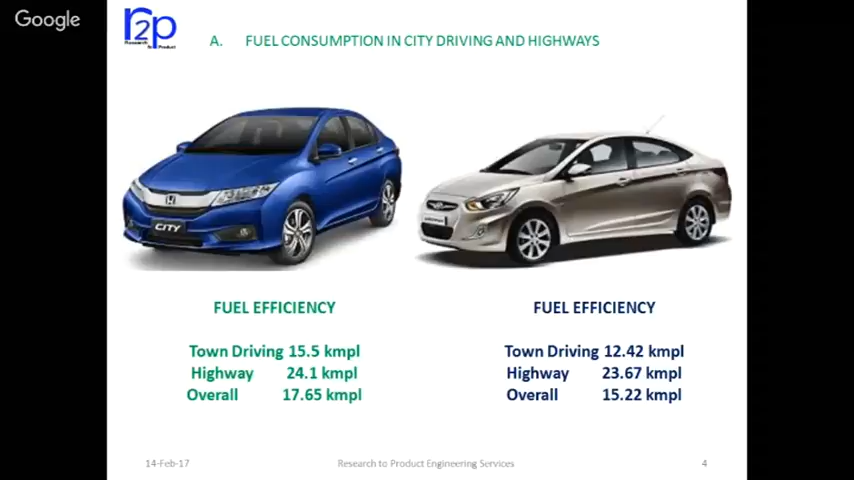 Google
r2p
Research
to Product
A. FUEL CONSUMPTION IN CITY DRIVING AND HIGHWAYS
CITY
FUEL EFFICIENCY
Town Driving 15.5 kmpl
Highway 24.1 kmpl
Overall 17.65 kmpl
FUEL EFFICIENCY
Town Driving 12.42 kmpl
Highway 23.67 kmpl
Overall 15.22 kmpl
14-Feb-17
Research to Product Engineering Services
4